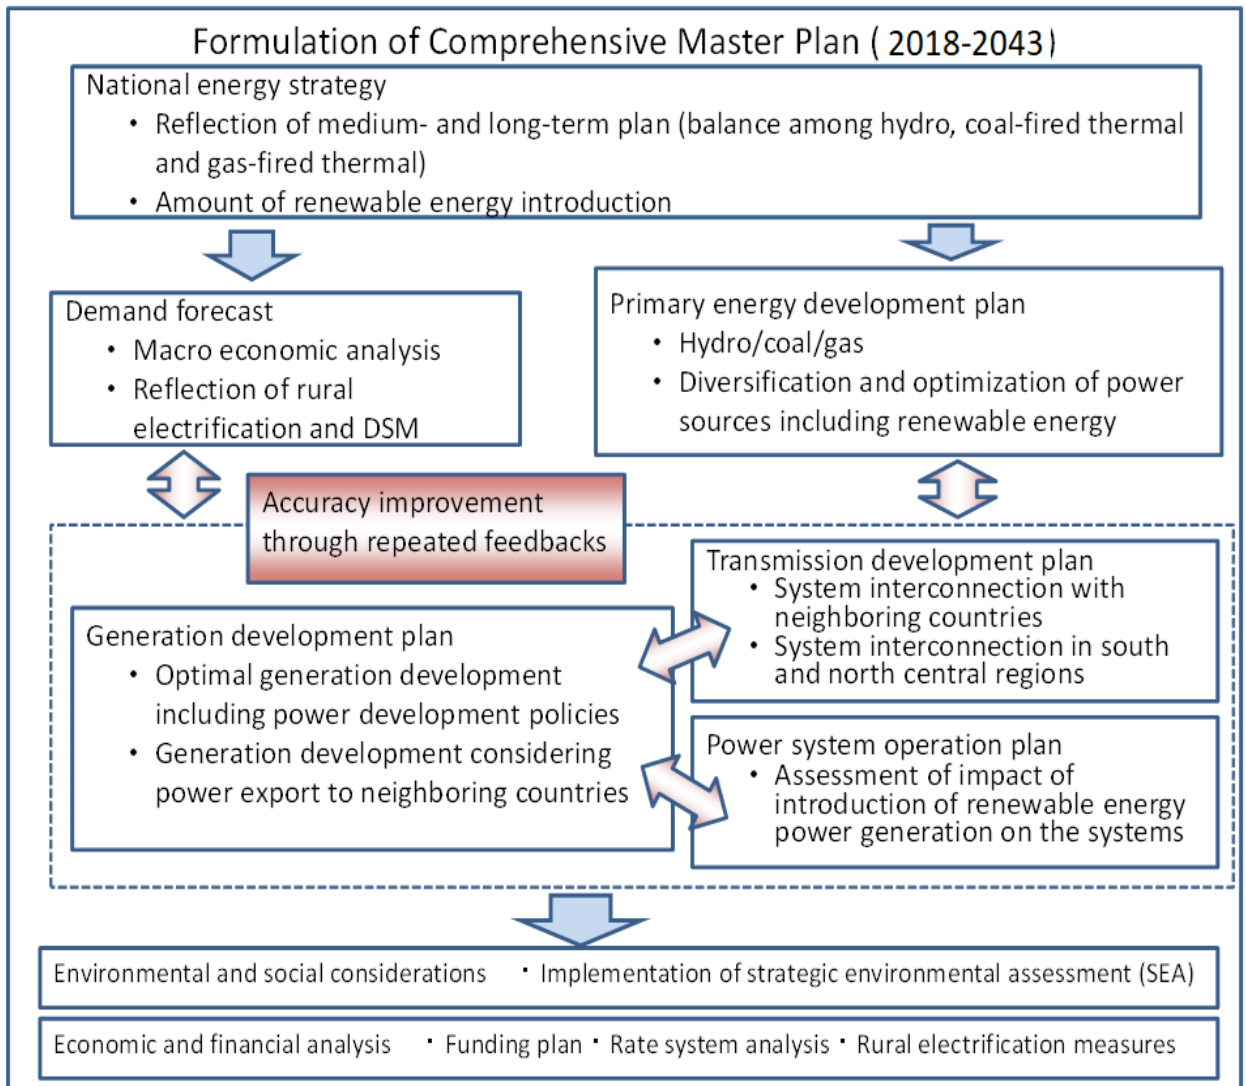 Formulation of Comprehensive Master Plan ( 2018-2043)
National energy strategy
• Reflection of medium- and long-term plan (balance among hydro, coal-fired thermal
and gas-fired thermal)
• Amount of renewable energy introduction
Demand forecast
• Macro economic analysis
• Reflection of rural
electrification and DSM
Primary energy development plan
• Hydro/coal/gas
• Diversification and optimization of power
sources including renewable energy
Accuracy improvement
through repeated feedbacks
Generation development plan
• Optimal generation development
including power development policies
• Generation development considering
power export to neighboring countries
Transmission development plan
• System interconnection with
neighboring countries
• System interconnection in south
and north central regions
Power system operation plan
• Assessment of impact of
introduction of renewable energy
power generation on the systems
Environmental and social considerations ・Implementation of strategic environmental assessment (SEA)
Economic and financial analysis ・Funding plan・Rate system analysis・Rural electrification measures